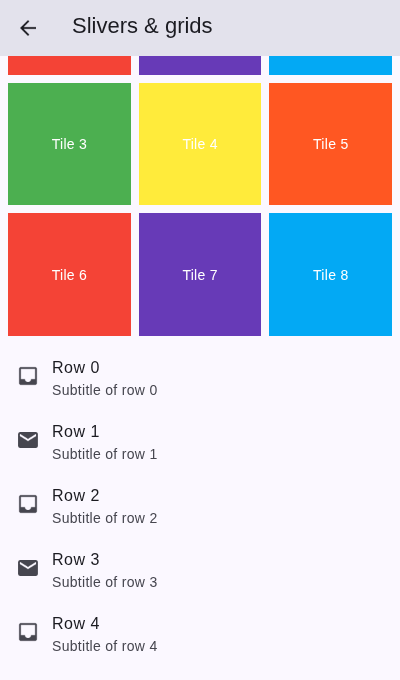 Slivers & grids
Tile 3
Tile 4
Tile 5
Tile 6
Tile 7
Tile 8
Row 0
Subtitle of row 0
Row 1
Subtitle of row 1
Row 2
Subtitle of row 2
Row 3
Subtitle of row 3
Row 4
Subtitle of row 4